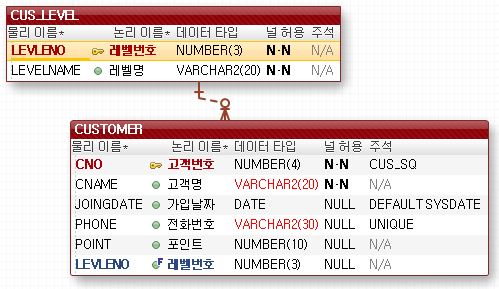 CUS_LEVEL
물리 이름* 논리 이름* 데이터 타입 널 허용 주석
LEVLENO 레벨번호 NUMBER(3) N·N N/A
LEVELNAME 레벨명 VARCHAR2(20) N·N N/A
CUSTOMER
물리 이름* 논리 이름* 데이터 타입 널 허용 주석
CNO 고객번호 NUMBER(4) N·N CUS_SQ
CNAME 고객명 VARCHAR2(20) N·N N/A
JOINGDATE 가입날짜 DATE NULL DEFAULT SYSDATE
PHONE 전화번호 VARCHAR2(30) NULL UNIQUE
POINT 포인트 NUMBER(10) NULL N/A
LEVLENO F 레벨번호 NUMBER(3) NULL N/A